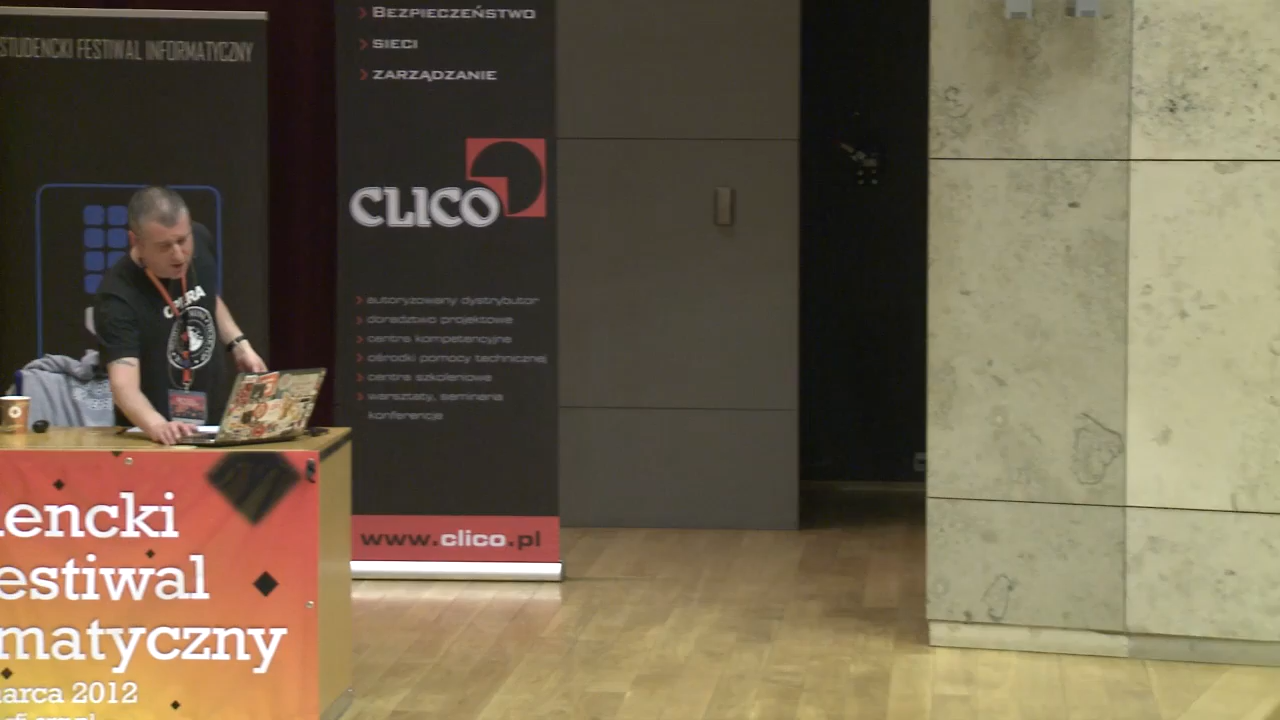 STUDENCKI FESTIWAL INFORMATYCZNY
BEZPIECZEŃSTWO
SIECI
ZARZĄDZANIE
CLICO
autoryzowany dystrybutor
doradztwo projektowe
centra kompetencyjne
ośrodki pomocy technicznej
centra szkoleniowe
warsztaty, seminaria
konferencje
www.clico.pl
OPERA
encki
estiwal
matyczny
marca 2012